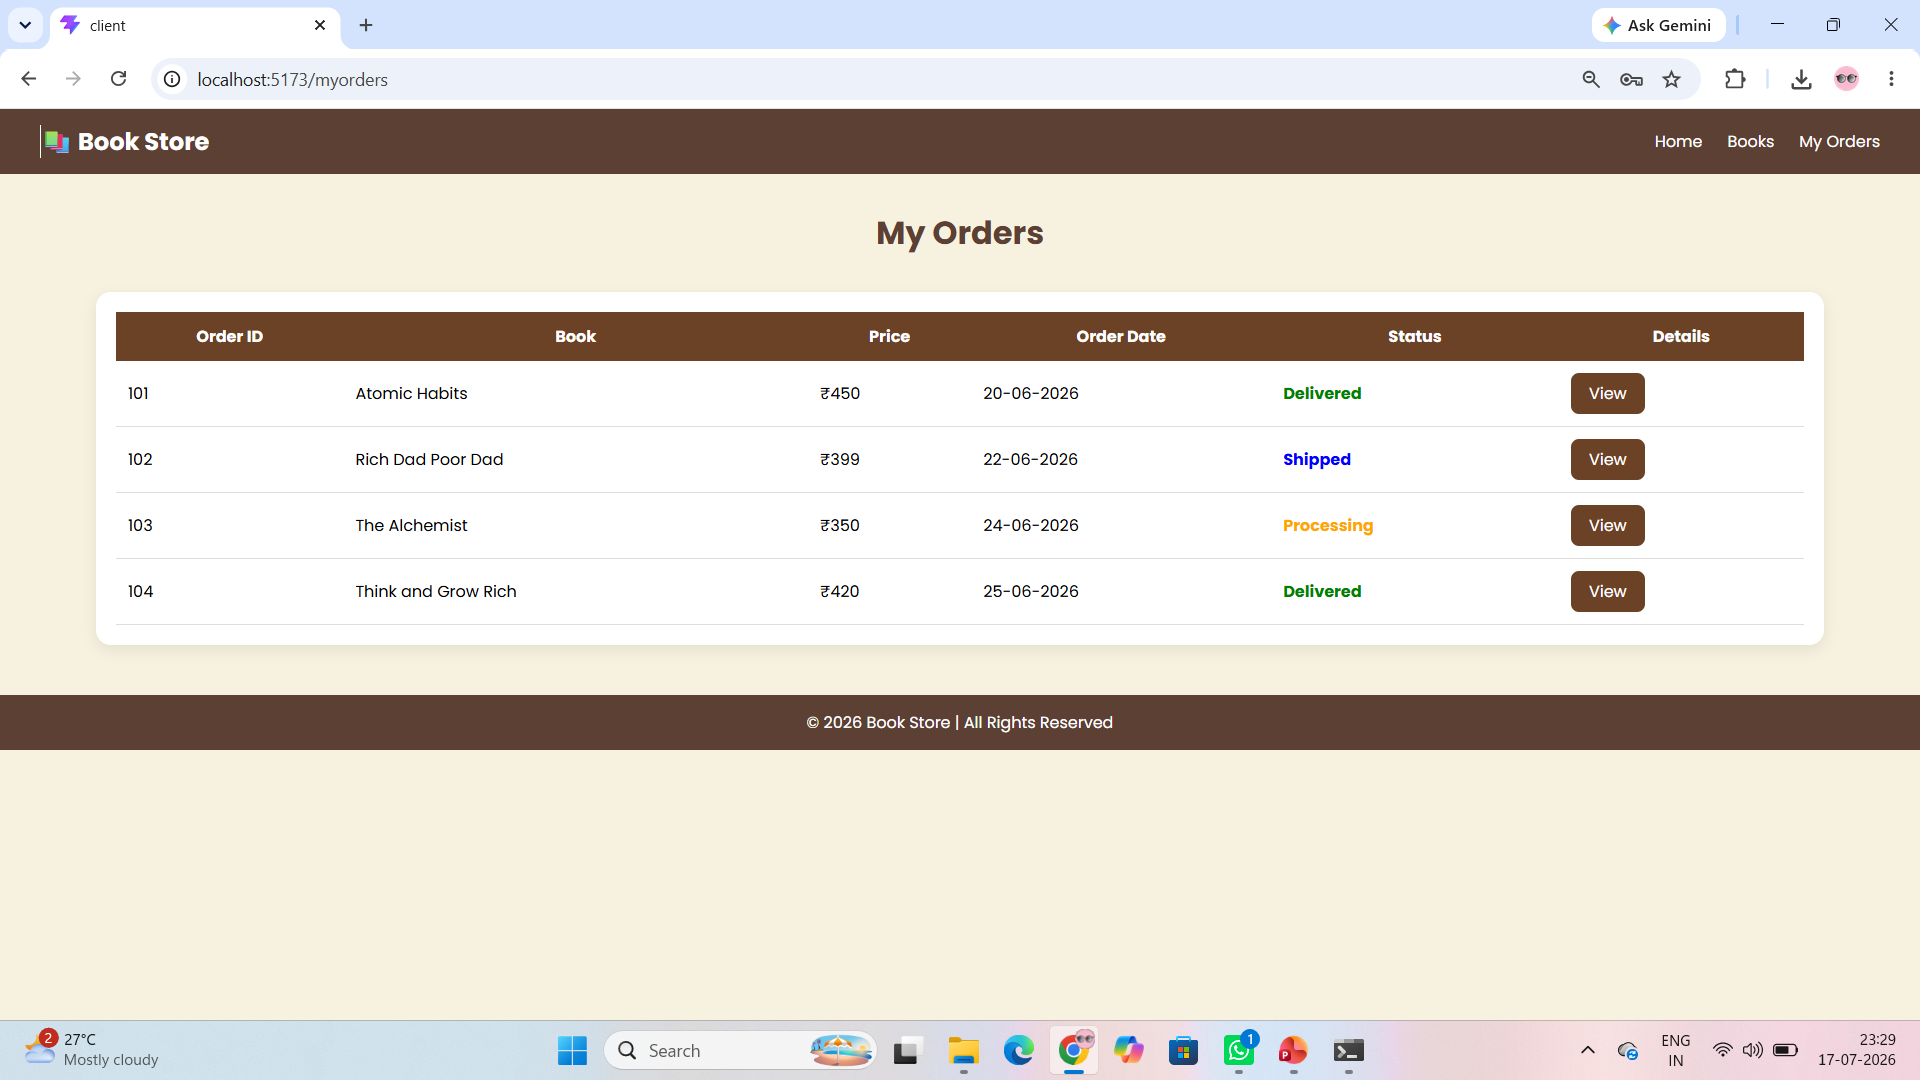 client
Ask Gemini
localhost:5173/myorders
Book Store
Home Books My Orders
My Orders
Order ID Book Price Order Date Status Details
101 Atomic Habits ₹450 20-06-2026 Delivered View
102 Rich Dad Poor Dad ₹399 22-06-2026 Shipped View
103 The Alchemist ₹350 24-06-2026 Processing View
104 Think and Grow Rich ₹420 25-06-2026 Delivered View
© 2026 Book Store | All Rights Reserved
2
27°C
Mostly cloudy
Search
1
P
ENG
IN
23:29
17-07-2026